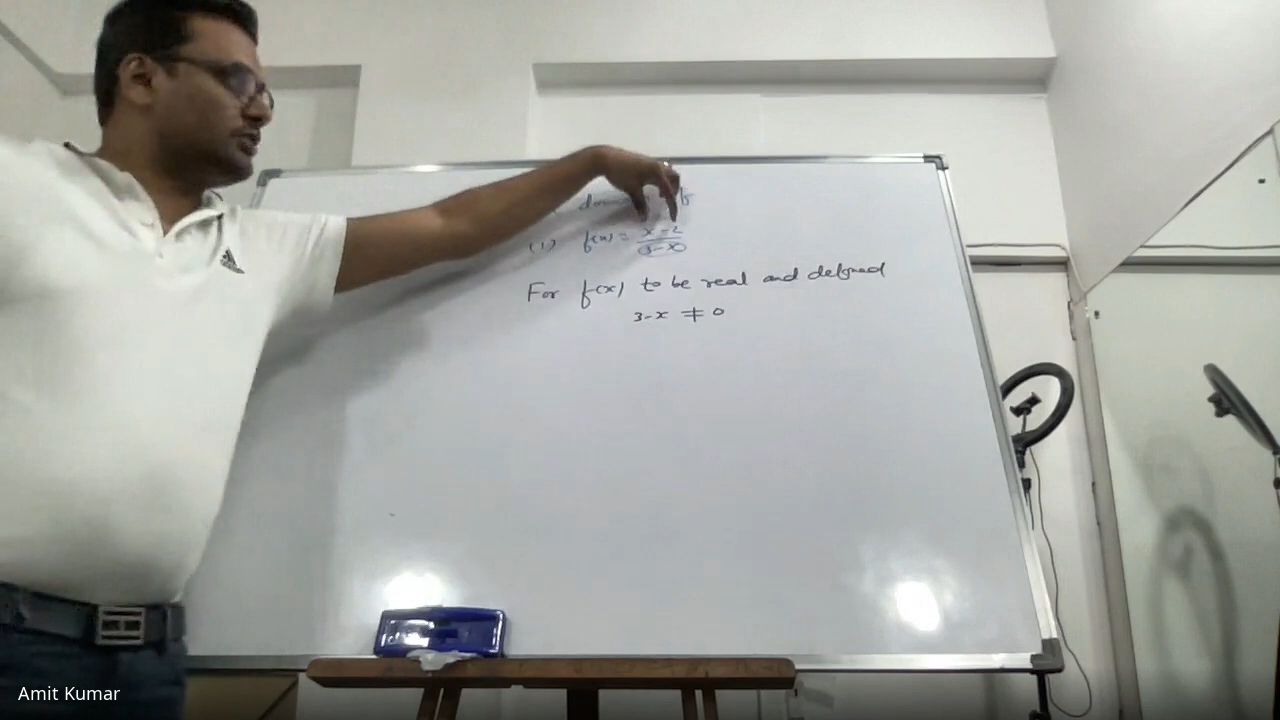 (1) f(x) = x-2 / 3-x
For f(x) to be real and defined
3-x ≠ 0
Amit Kumar